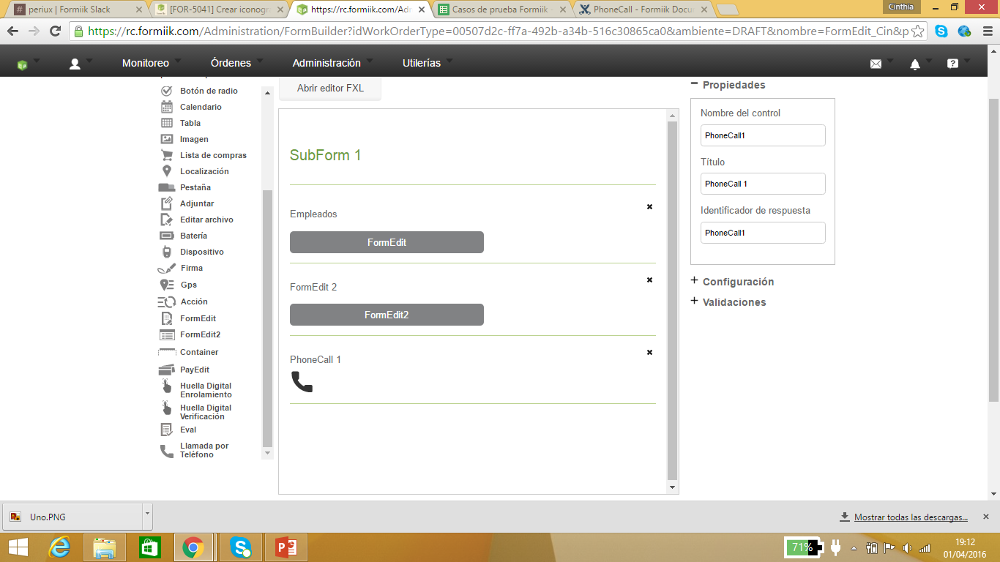 Cinthia
periux | Formiik Slack
[FOR-5041] Crear iconogr
https://rc.formiik.com/Adm
Casos de prueba Formiik -
PhoneCall - Formiik Docum
https://rc.formiik.com/Administration/FormBuilder?idWorkOrderType=00507d2c-ff7a-492b-a34b-516c30865ca0&ambiente=DRAFT&nombre=FormEdit_Cin&p
Monitoreo
Órdenes
Administración
Utilerías
Botón de radio
Calendario
Tabla
Imagen
Lista de compras
Localización
Pestaña
Adjuntar
Editar archivo
Batería
Dispositivo
Firma
Gps
Acción
FormEdit
FormEdit2
Container
PayEdit
Huella Digital
Enrolamiento
Huella Digital
Verificación
Eval
Llamada por
Teléfono
Abrir editor FXL
SubForm 1
Empleados
FormEdit
FormEdit 2
FormEdit2
PhoneCall 1
Propiedades
Nombre del control
PhoneCall1
Título
PhoneCall 1
Identificador de respuesta
PhoneCall1
Configuración
Validaciones
Uno.PNG
Mostrar todas las descargas...
71%
19:12
01/04/2016